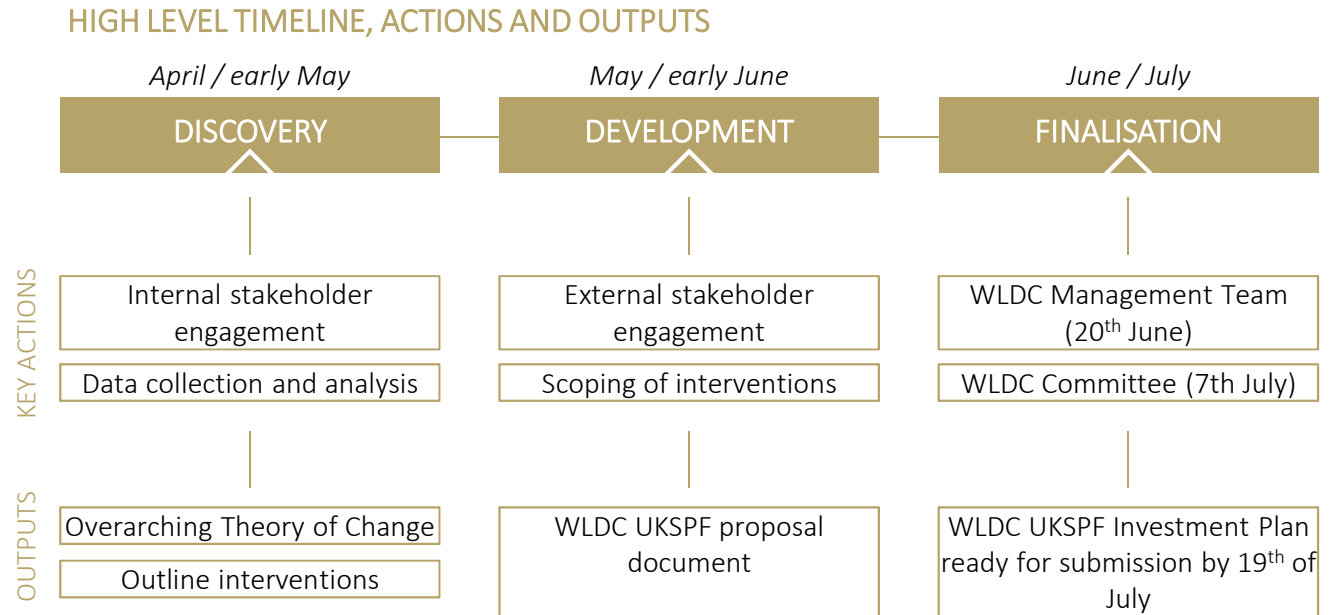 HIGH LEVEL TIMELINE, ACTIONS AND OUTPUTS
April / early May
May / early June
June / July
DISCOVERY
DEVELOPMENT
FINALISATION
KEY ACTIONS
Internal stakeholder
engagement
Data collection and analysis
External stakeholder
engagement
Scoping of interventions
WLDC Management Team
(20th June)
WLDC Committee (7th July)
OUTPUTS
Overarching Theory of Change
Outline interventions
WLDC UKSPF proposal
document
WLDC UKSPF Investment Plan
ready for submission by 19th of
July